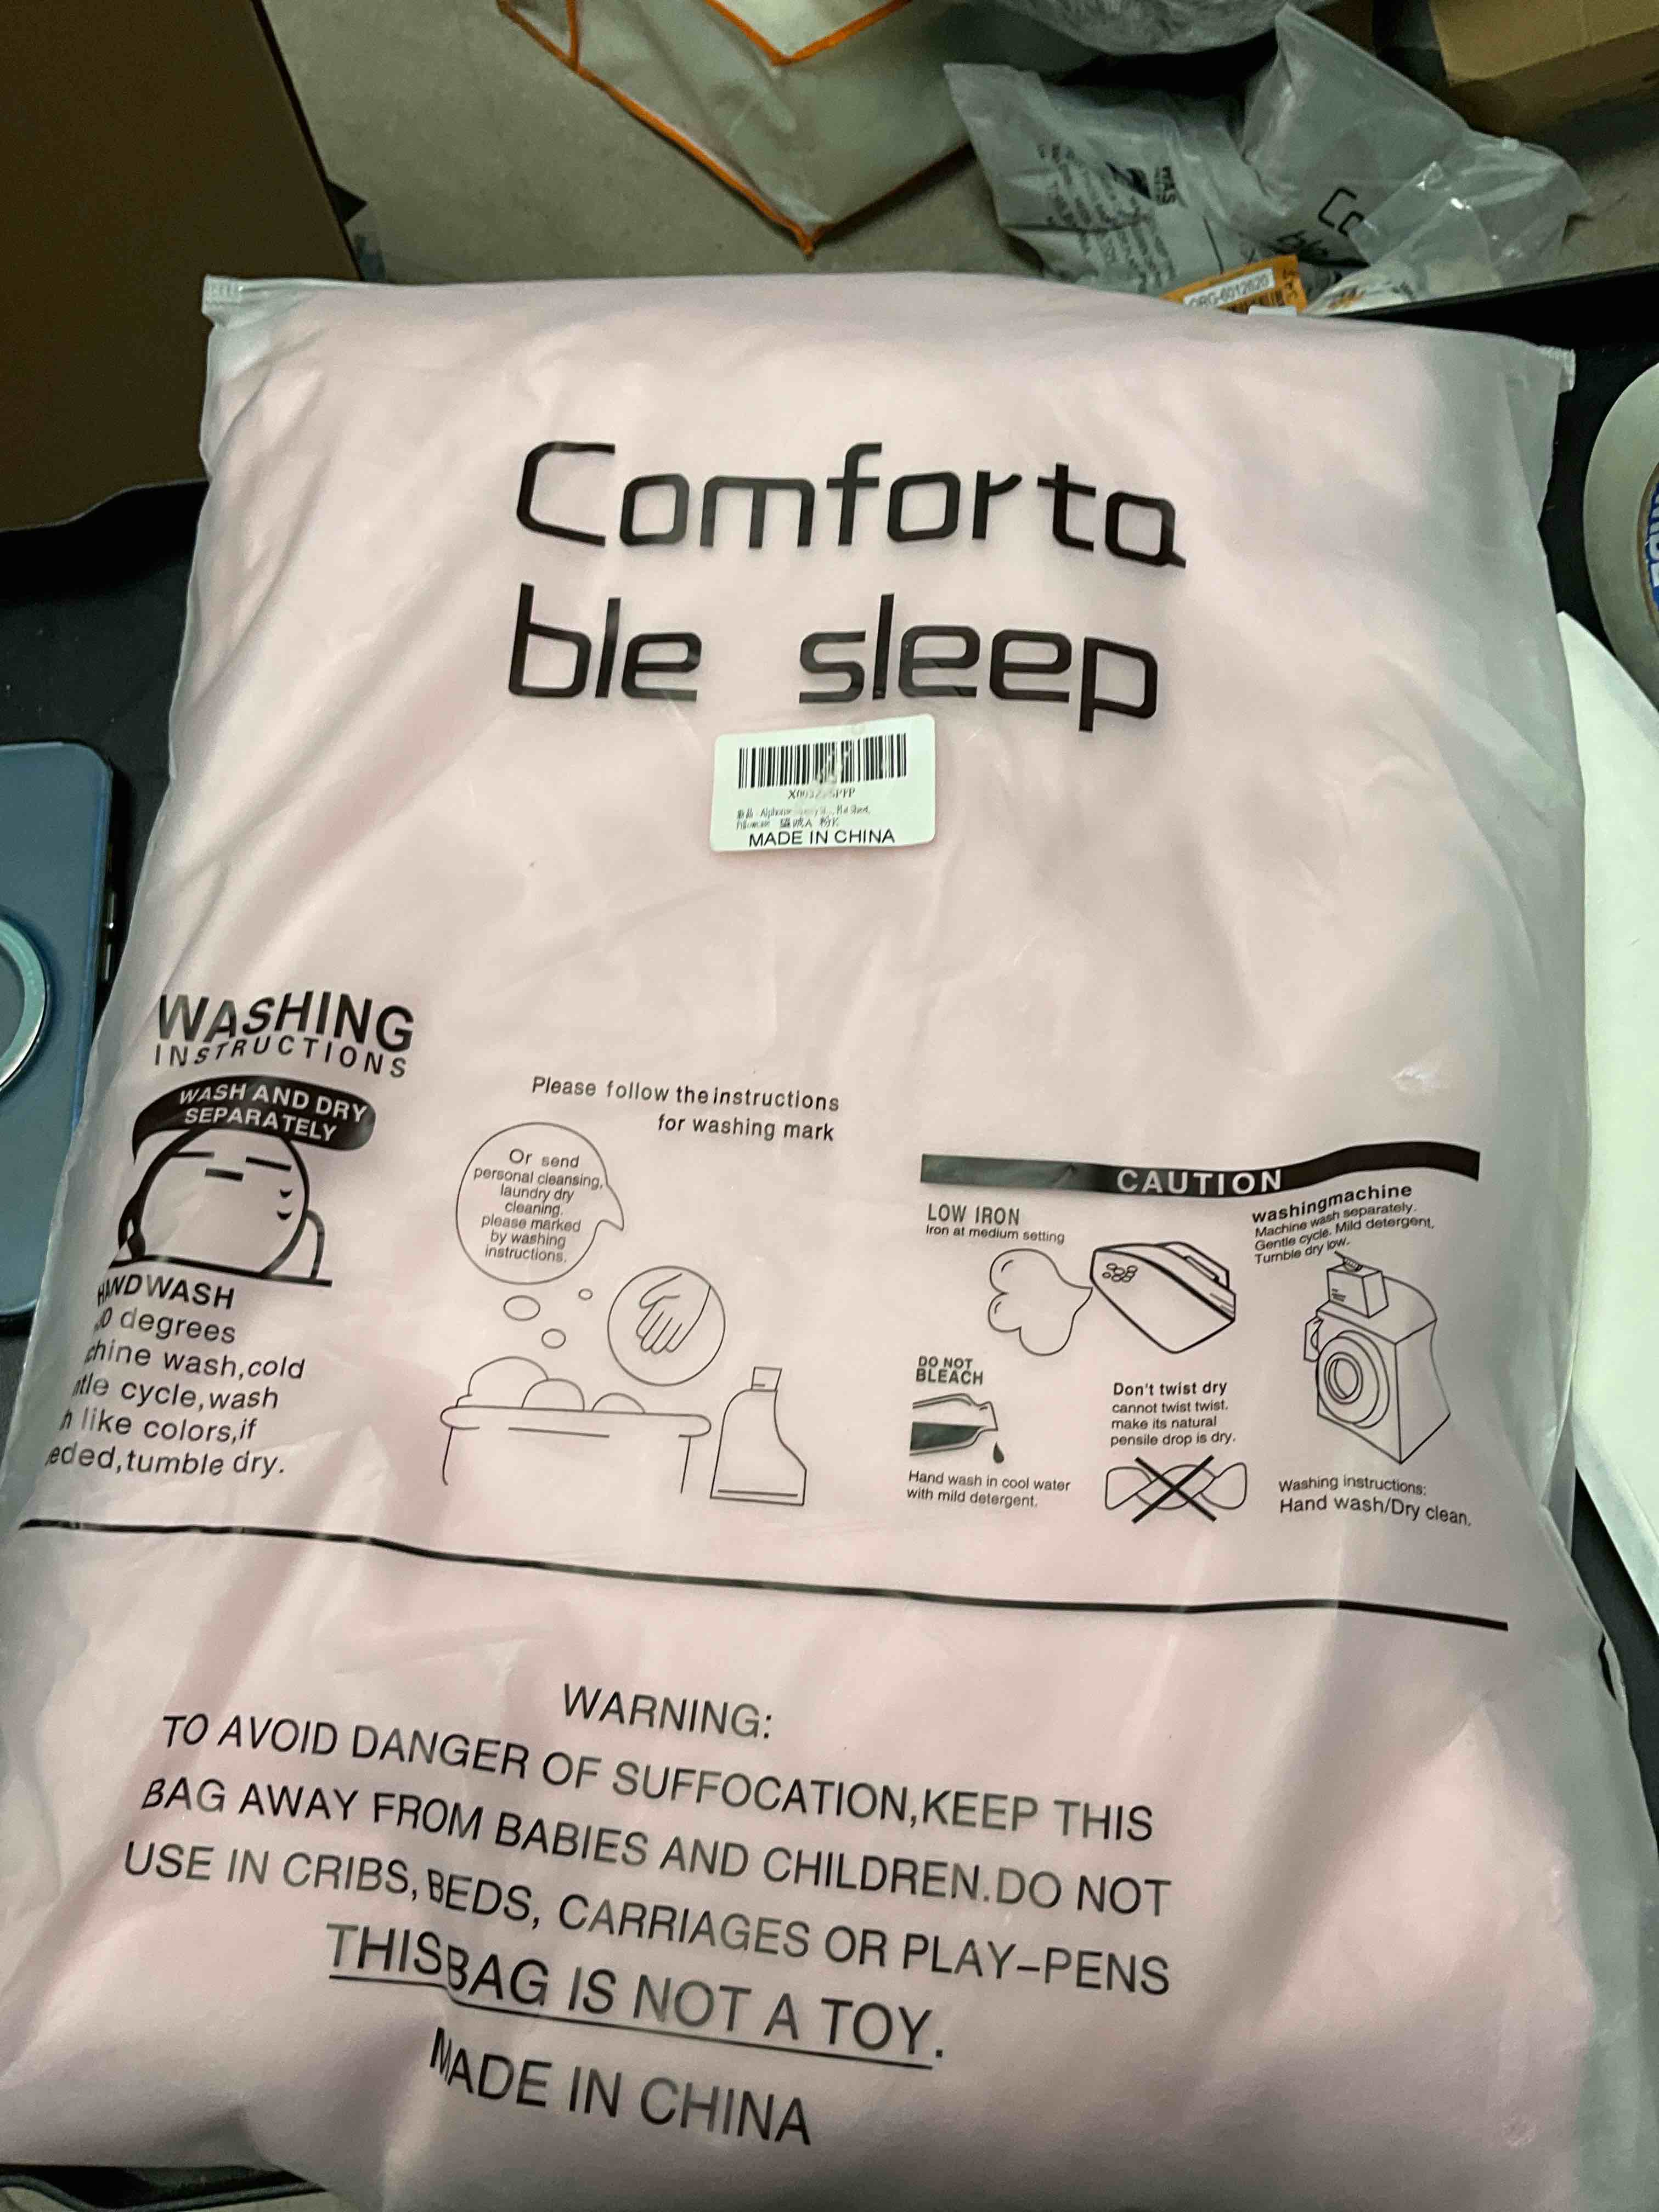 Comforta
ble sleep
MADE IN CHINA
WASHING
INSTRUCTIONS
WASH AND DRY
SEPARATELY
HANDWASH
degrees
wash,cold
cycle,wash
like colors,if
tumble dry.
Please follow theinstructions
for washing mark
Or send
personal cleansing,
laundry dry
cleaning.
please marked
by washing
instructions.
CAUTION
LOW IRON
Iron at medium setting
washingmachine
Machine wash separately.
Gentle cycle. Mild detergent.
Tumble dry low.
DO NOT
BLEACH
Hand wash in cool water
with mild detergent.
Don't twist dry
cannot twist twist.
make its natural
pensile drop is dry.
Washing instructions:
Hand wash/Dry clean.
WARNING:
TO AVOID DANGER OF SUFFOCATION,KEEP THIS
BAG AWAY FROM BABIES AND CHILDREN.DO NOT
USE IN CRIBS,BEDS, CARRIAGES OR PLAY-PENS
THISBAG IS NOT A TOY.
MADE IN CHINA